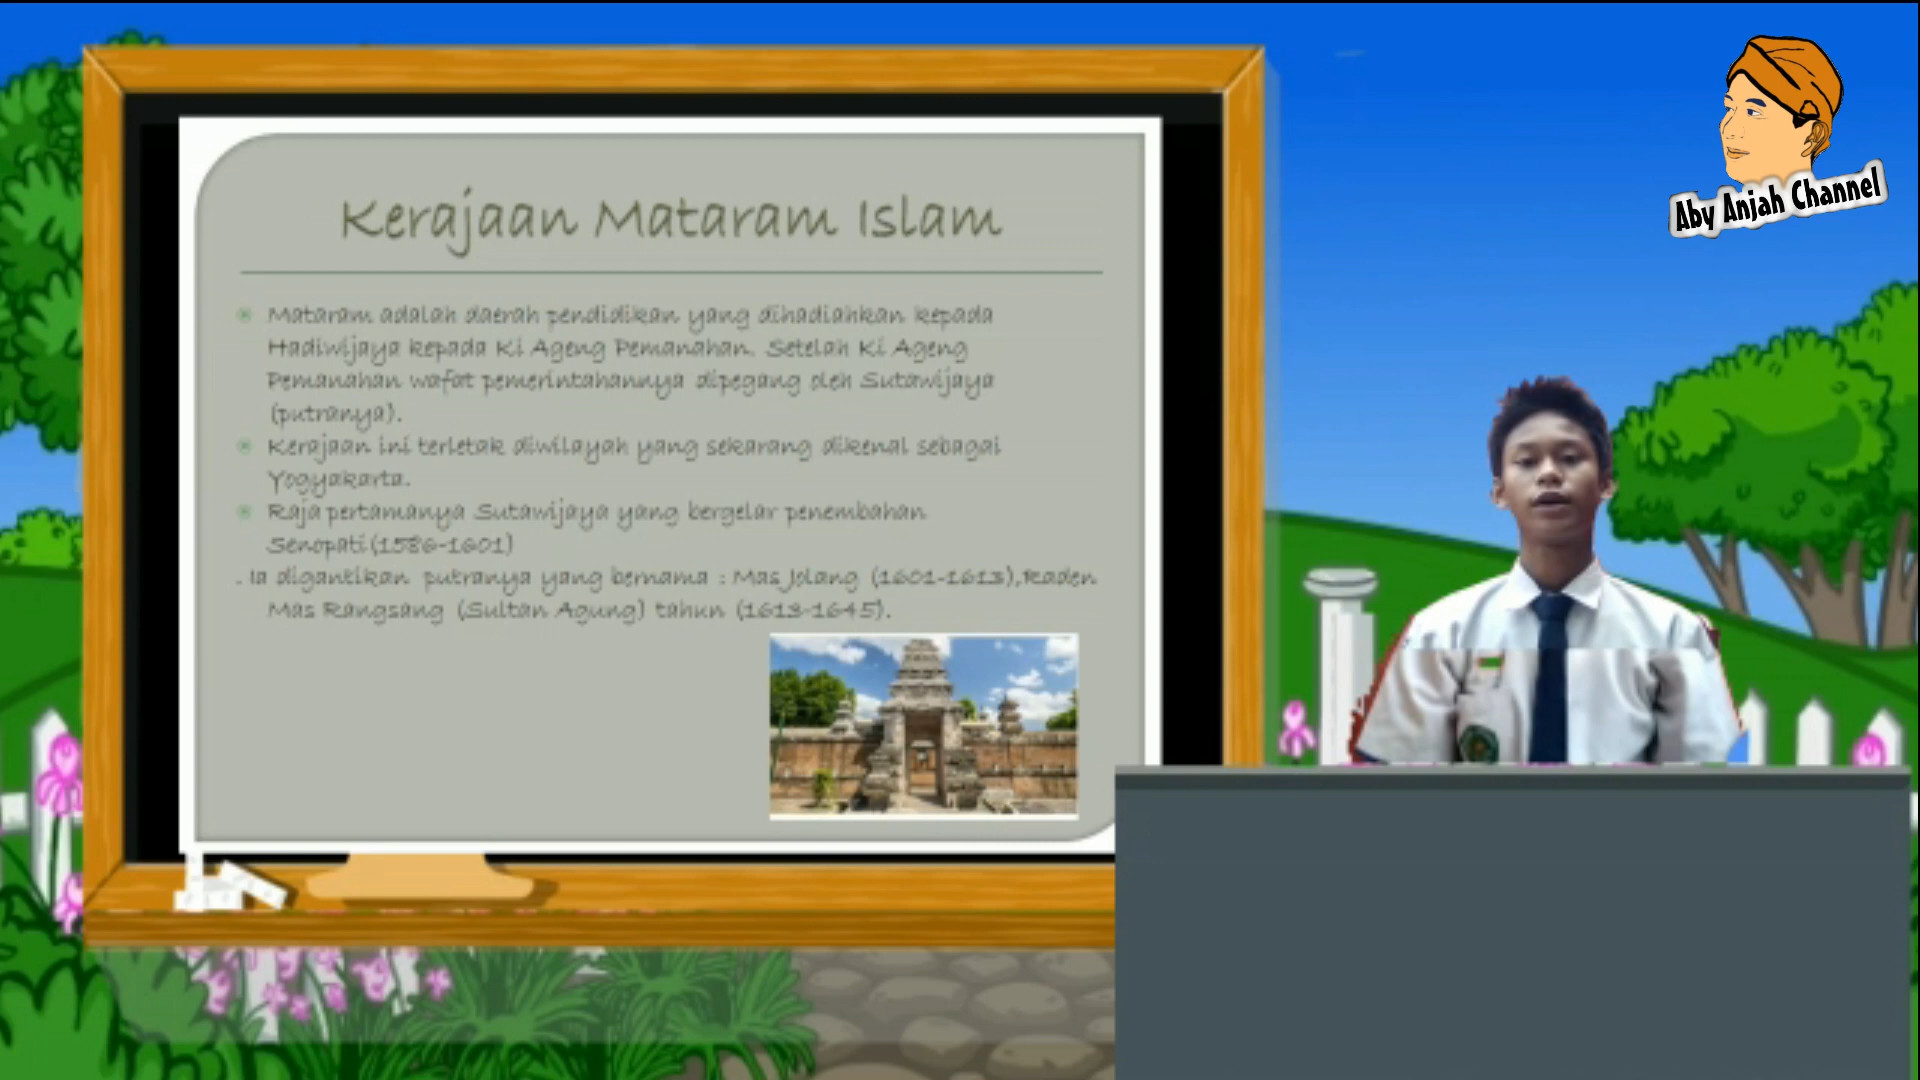 Kerajaan Mataram Islam
Mataram adalah daerah pendidikan yang dihadiahkan kepada
Hadiwijaya kepada Ki Ageng Pemanahan. Setelah Ki Ageng
Pemanahan wafat pemerintahannya dipegang oleh Sutawijaya
(putranya).
Kerajaan ini terletak diwilayah yang sekarang dikenal sebagai
Yogyakarta.
Raja pertamanya Sutawijaya yang bergelar penembahan
Senopati (1586-1601)
. Ia digantikan putranya yang bernama : Mas Jolang (1601-1613),Raden
Mas Rangsang (Sultan Agung) tahun (1613-1645).
Aby Anjah Channel